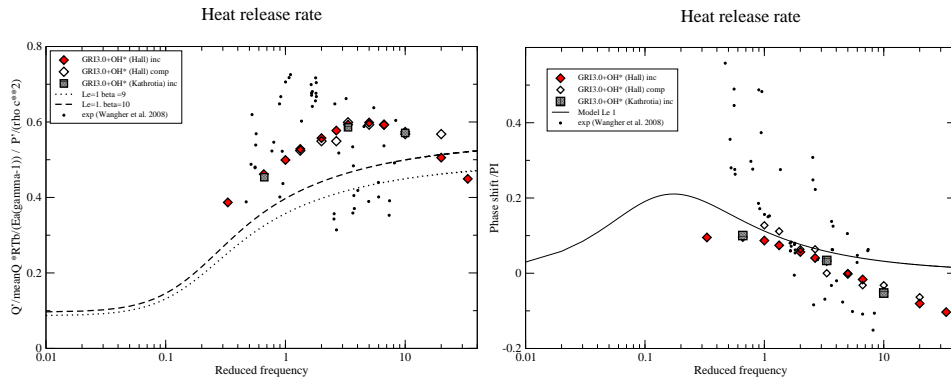 Heat release rate
Q'/meanQ *RTb/(Ea(gamma-1)) / P'/(rho c**2)
0.8
0.6
0.4
0.2
0
GRI3.0+OH* (Hall) inc
GRI3.0+OH* (Hall) comp
GRI3.0+OH* (Kathrotia) inc
Le=1 beta =9
Le=1. beta=10
exp (Wangher et al. 2008)
0.01 0.1 1 10
Reduced frequency
Heat release rate
Phase shift /PI
0.4
0.2
0
GRI3.0+OH* (Hall) inc
GRI3.0+OH* (Hall) comp
GRI3.0+OH* (Kathrotia) inc
Model Le 1
exp (Wangher et al. 2008)
0.01 0.1 1 10
Reduced frequency